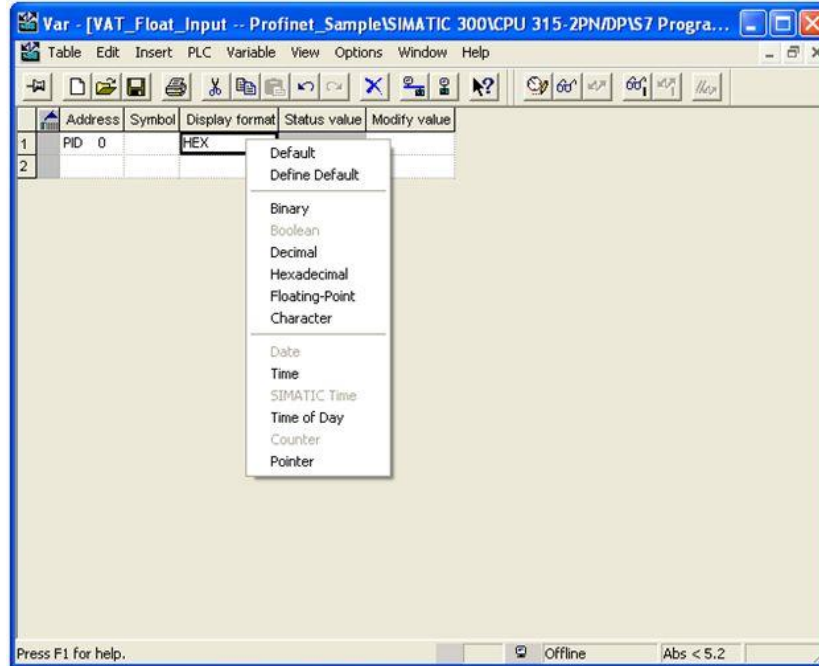 Var - [VAT_Float_Input -- Profinet_Sample\SIMATIC 300\CPU 315-2PN/DP\S7 Progra...
Table Edit Insert PLC Variable View Options Window Help
Address Symbol Display format Status value Modify value
1 PID 0 HEX
2
Default
Define Default
Binary
Boolean
Decimal
Hexadecimal
Floating-Point
Character
Date
Time
SIMATIC Time
Time of Day
Counter
Pointer
Press F1 for help. Offline Abs < 5.2